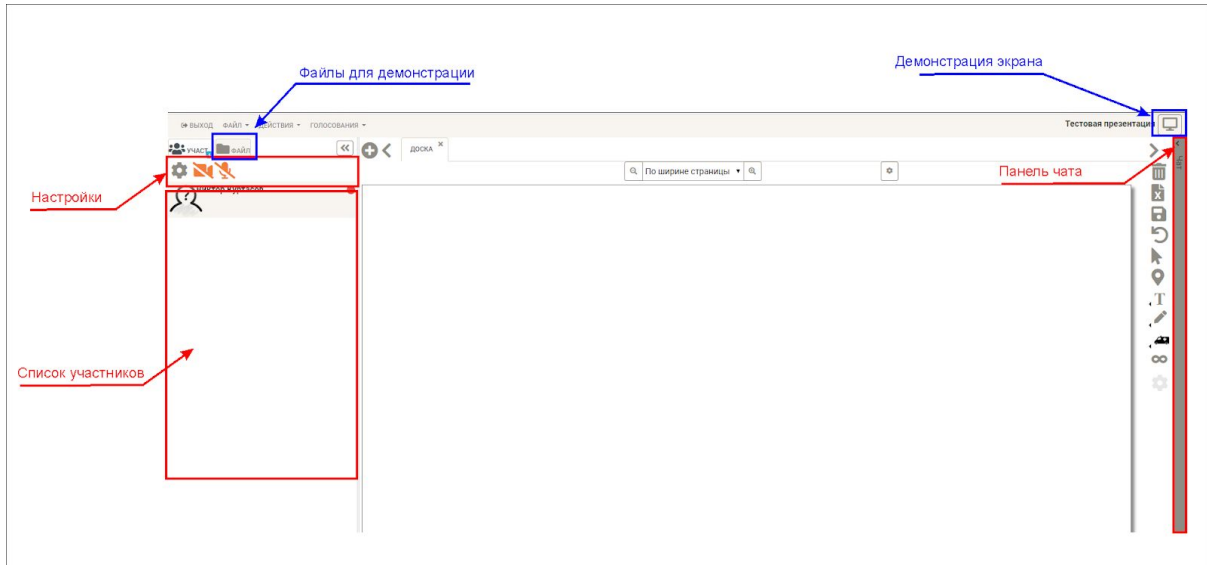 Файлы для демонстрации
Демонстрация экрана
ВЫХОД ФАЙЛ ДЕЙСТВИЯ ГОЛОСОВАНИЯ
Тестовая презентация
УЧАСТ ФАЙЛ
ДОСКА
По ширине страницы
Чат
Настройки
Панель чата
T
Список участников